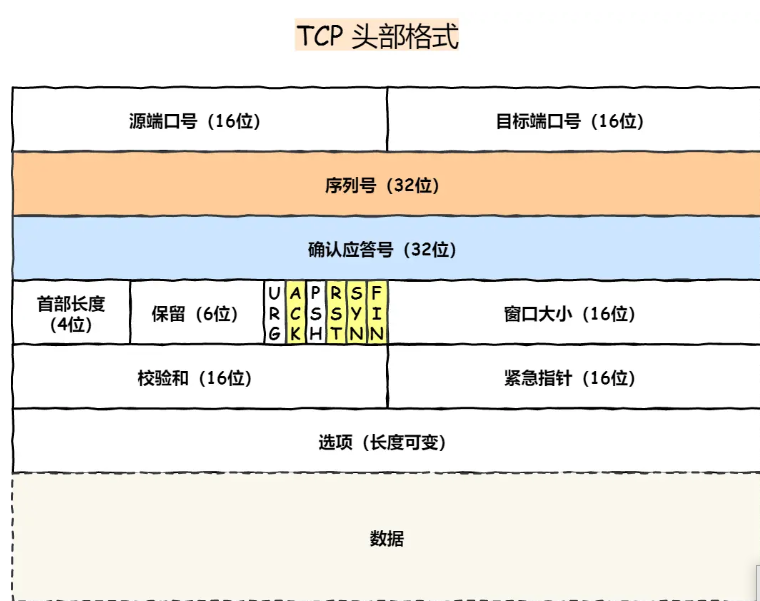 TCP 头部格式
源端口号（16位）
目标端口号（16位）
序列号（32位）
确认应答号（32位）
首部长度
（4位）
保留（6位）
URG
ACK
PSH
RST
SYN
FIN
窗口大小（16位）
校验和（16位）
紧急指针（16位）
选项（长度可变）
数据